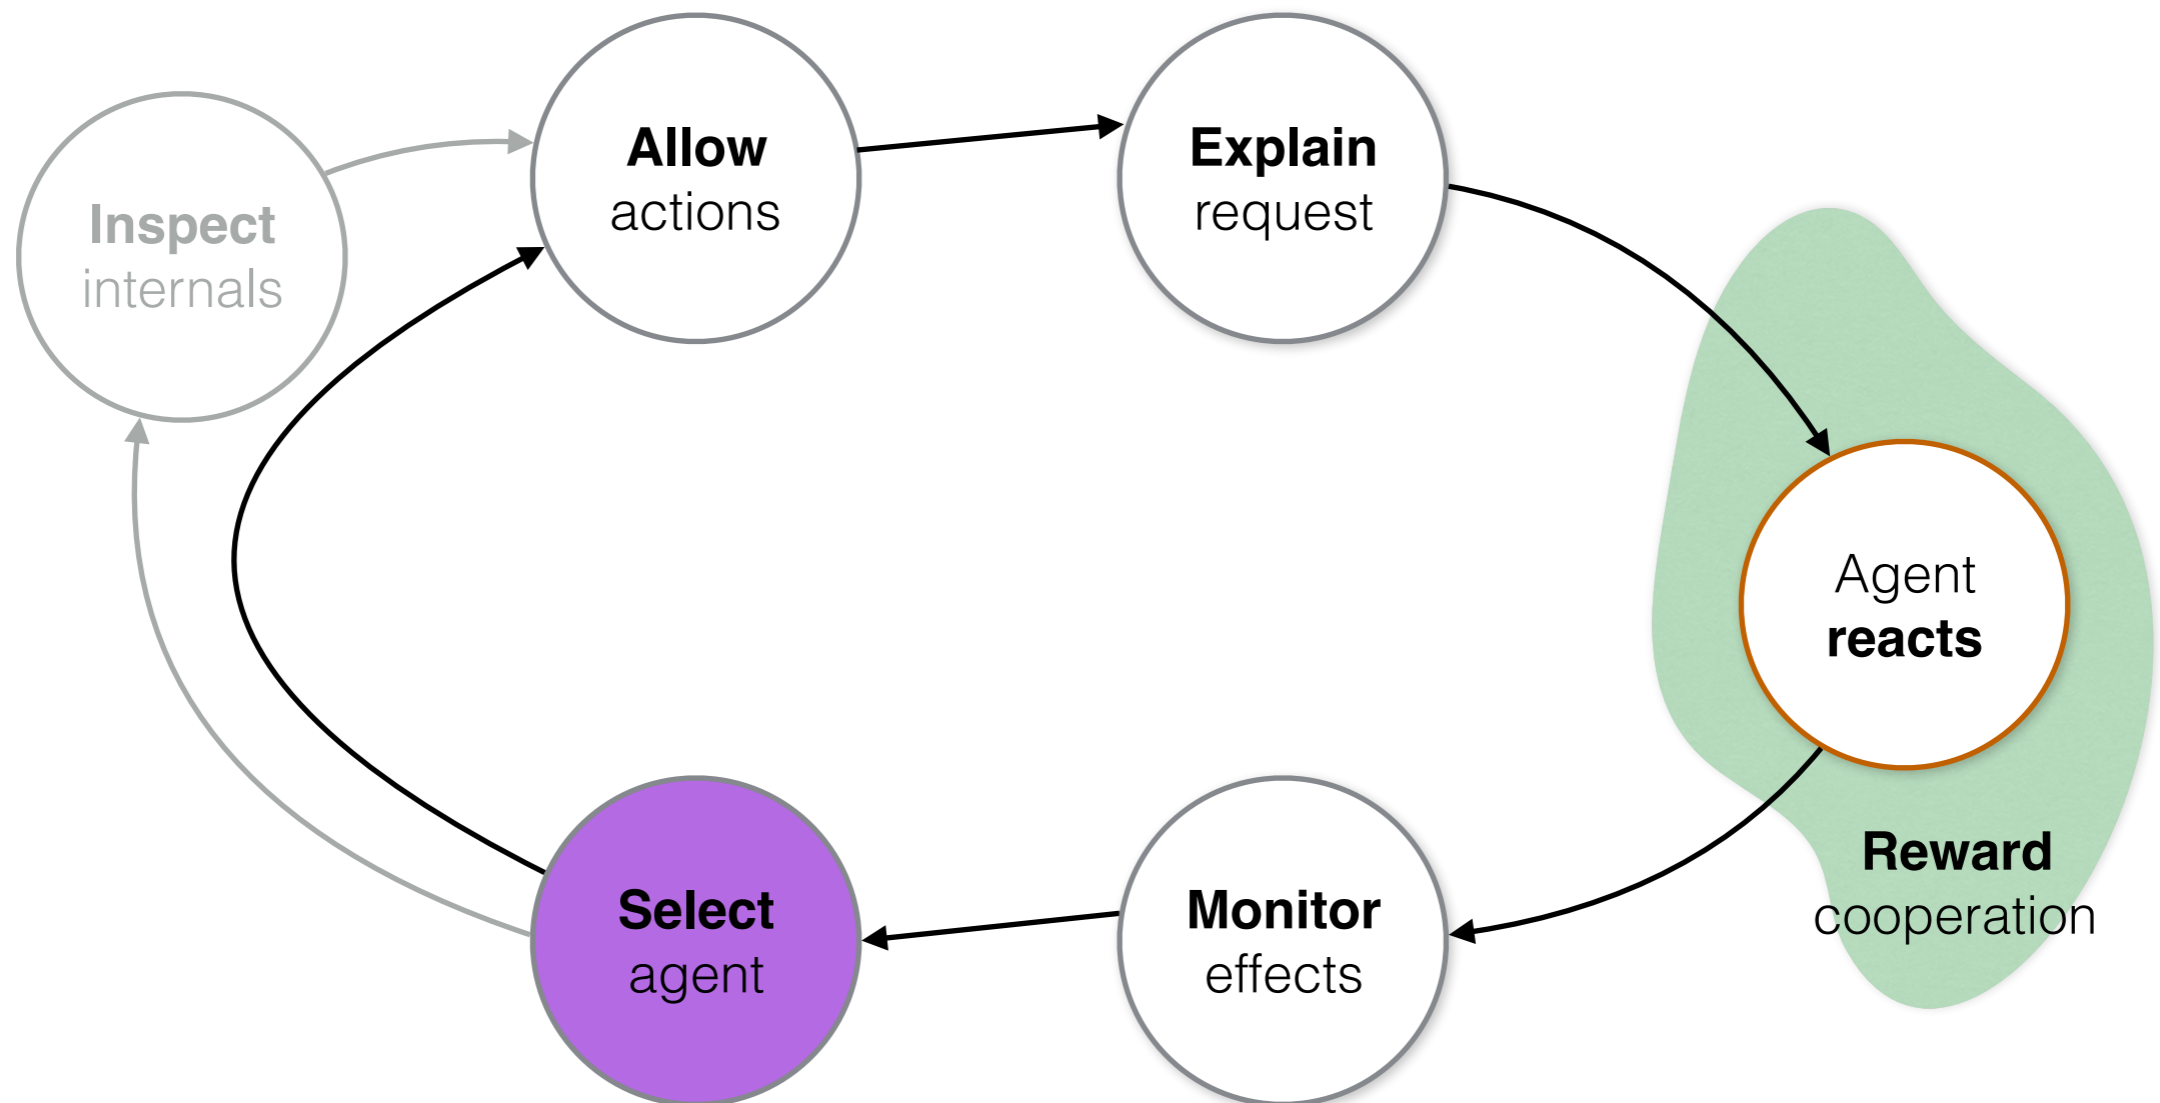 Allow
actions
Explain
request
Inspect
internals
Agent
reacts
Reward
cooperation
Select
agent
Monitor
effects